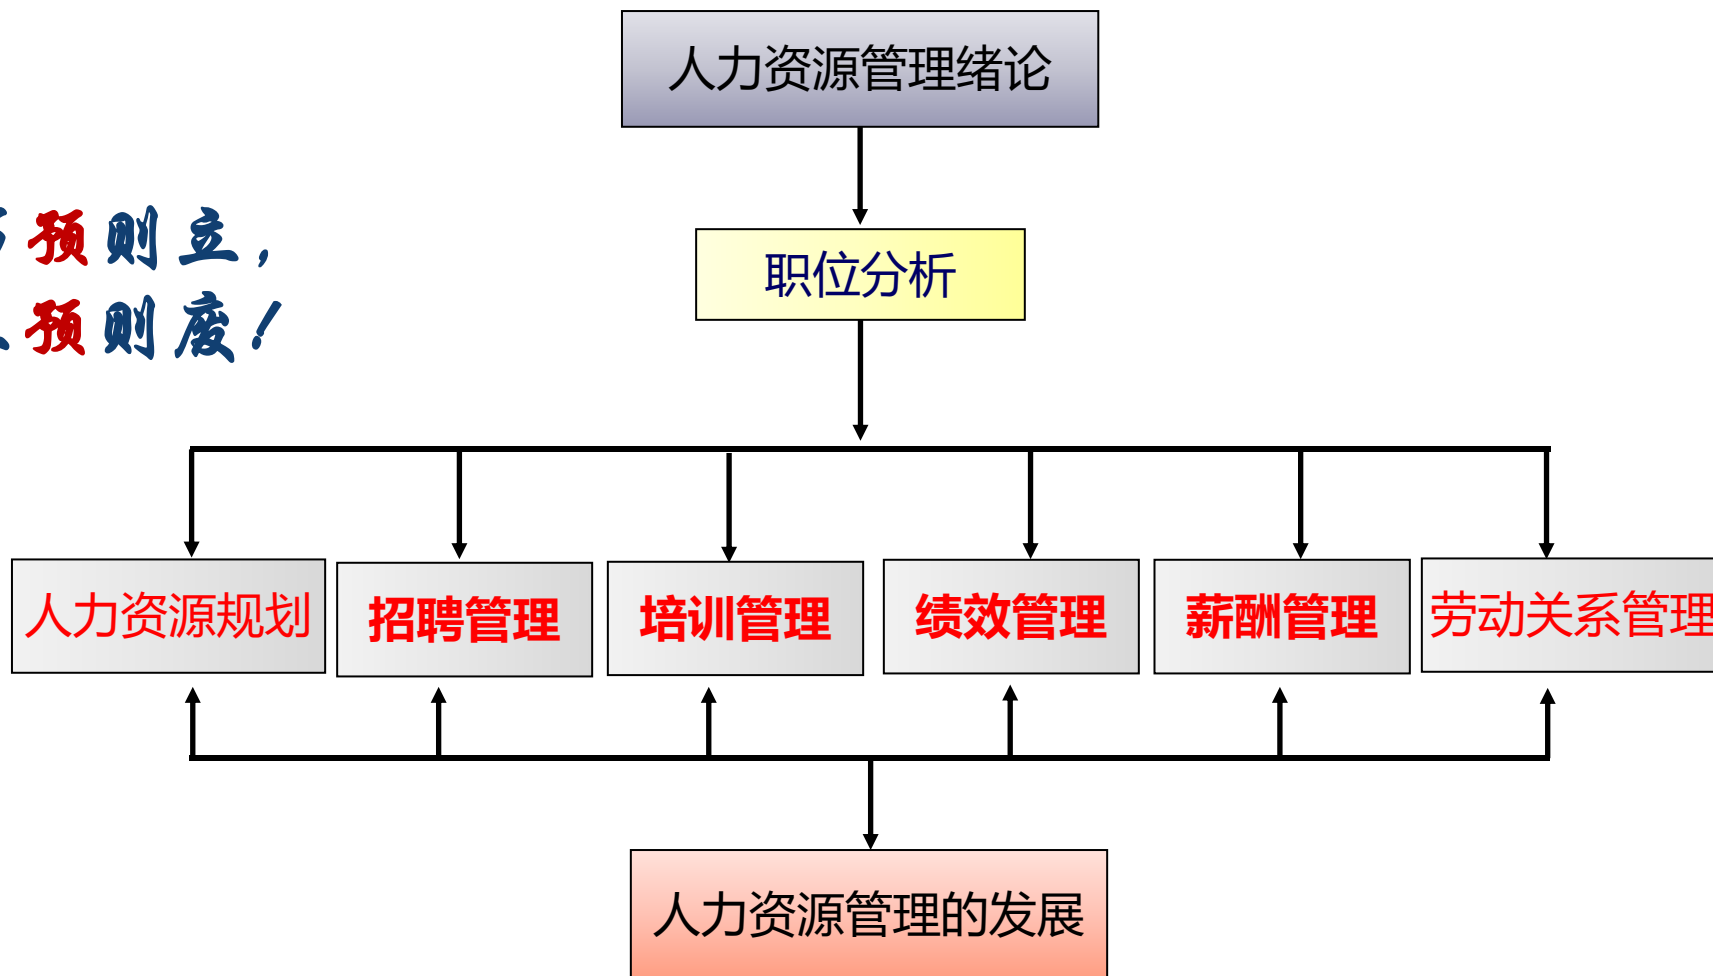 人力资源管理绪论
预则立，
预则废！
职位分析
人力资源规划
招聘管理
培训管理
绩效管理
薪酬管理
劳动关系管理
人力资源管理的发展